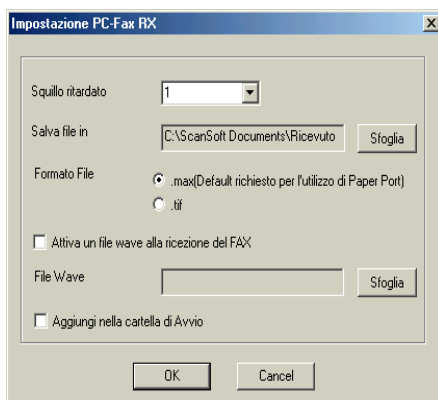 Impostazione PC-Fax RX
Squillo ritardato 1
Salva file in C:\ScanSoft Documents\Ricevuto Sfoglia
Formato File .max(Default richiesto per l'utilizzo di Paper Port)
.tif
Attiva un file wave alla ricezione del FAX
File Wave Sfoglia
Aggiungi nella cartella di Avvio
OK Cancel